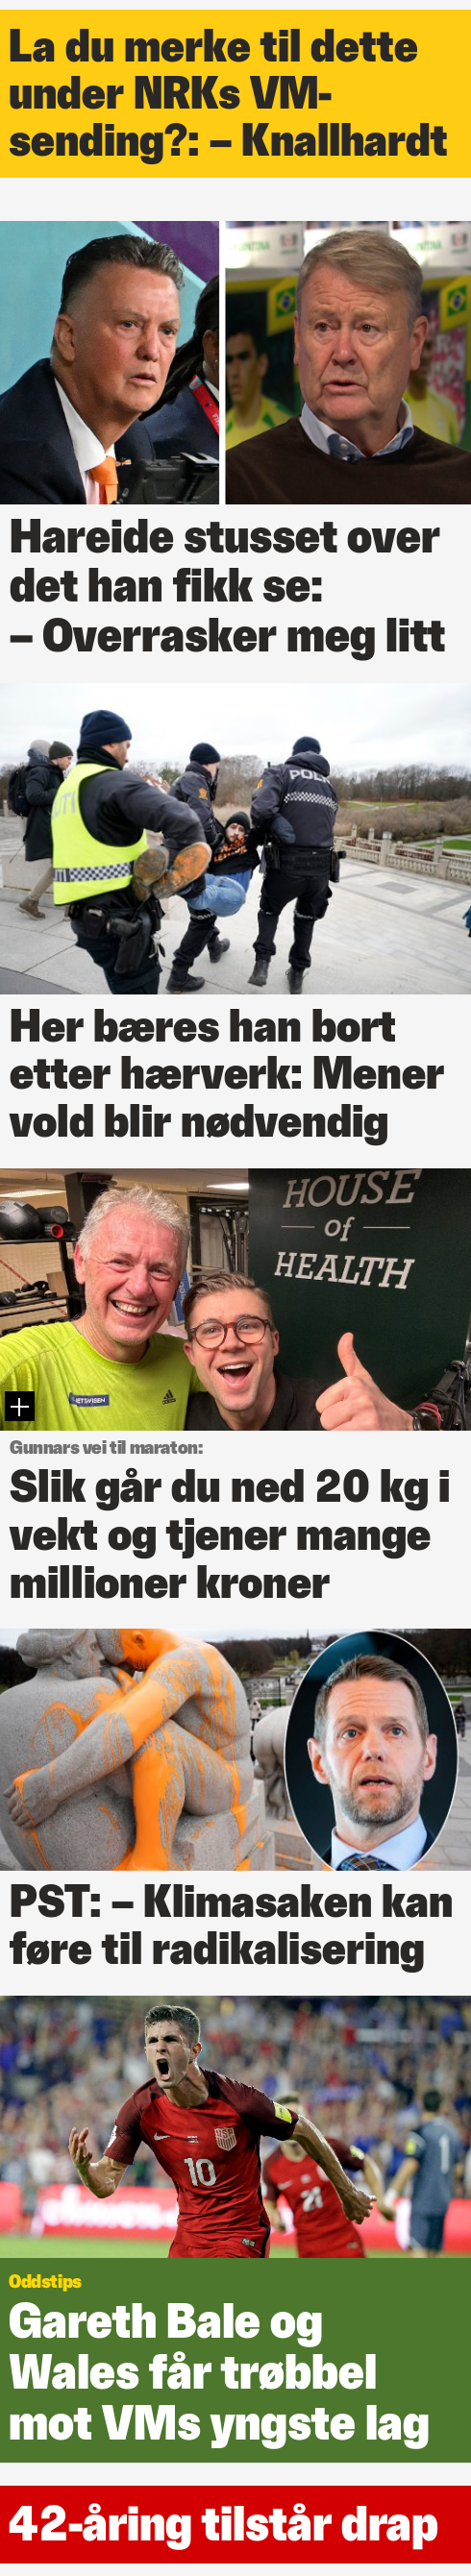 La du merke til dette
under NRKs VM-
sending?: – Knallhardt
Hareide stusset over
det han fikk se:
– Overrasker meg litt
Her bæres han bort
etter hærverk: Mener
vold blir nødvendig
HOUSE
of
HEALTH
NETTAVISEN
Gunnars vei til maraton:
Slik går du ned 20 kg i
vekt og tjener mange
millioner kroner
PST: – Klimasaken kan
føre til radikalisering
10
21
Oddstips
Gareth Bale og
Wales får trøbbel
mot VMs yngste lag
42-åring tilstår drap